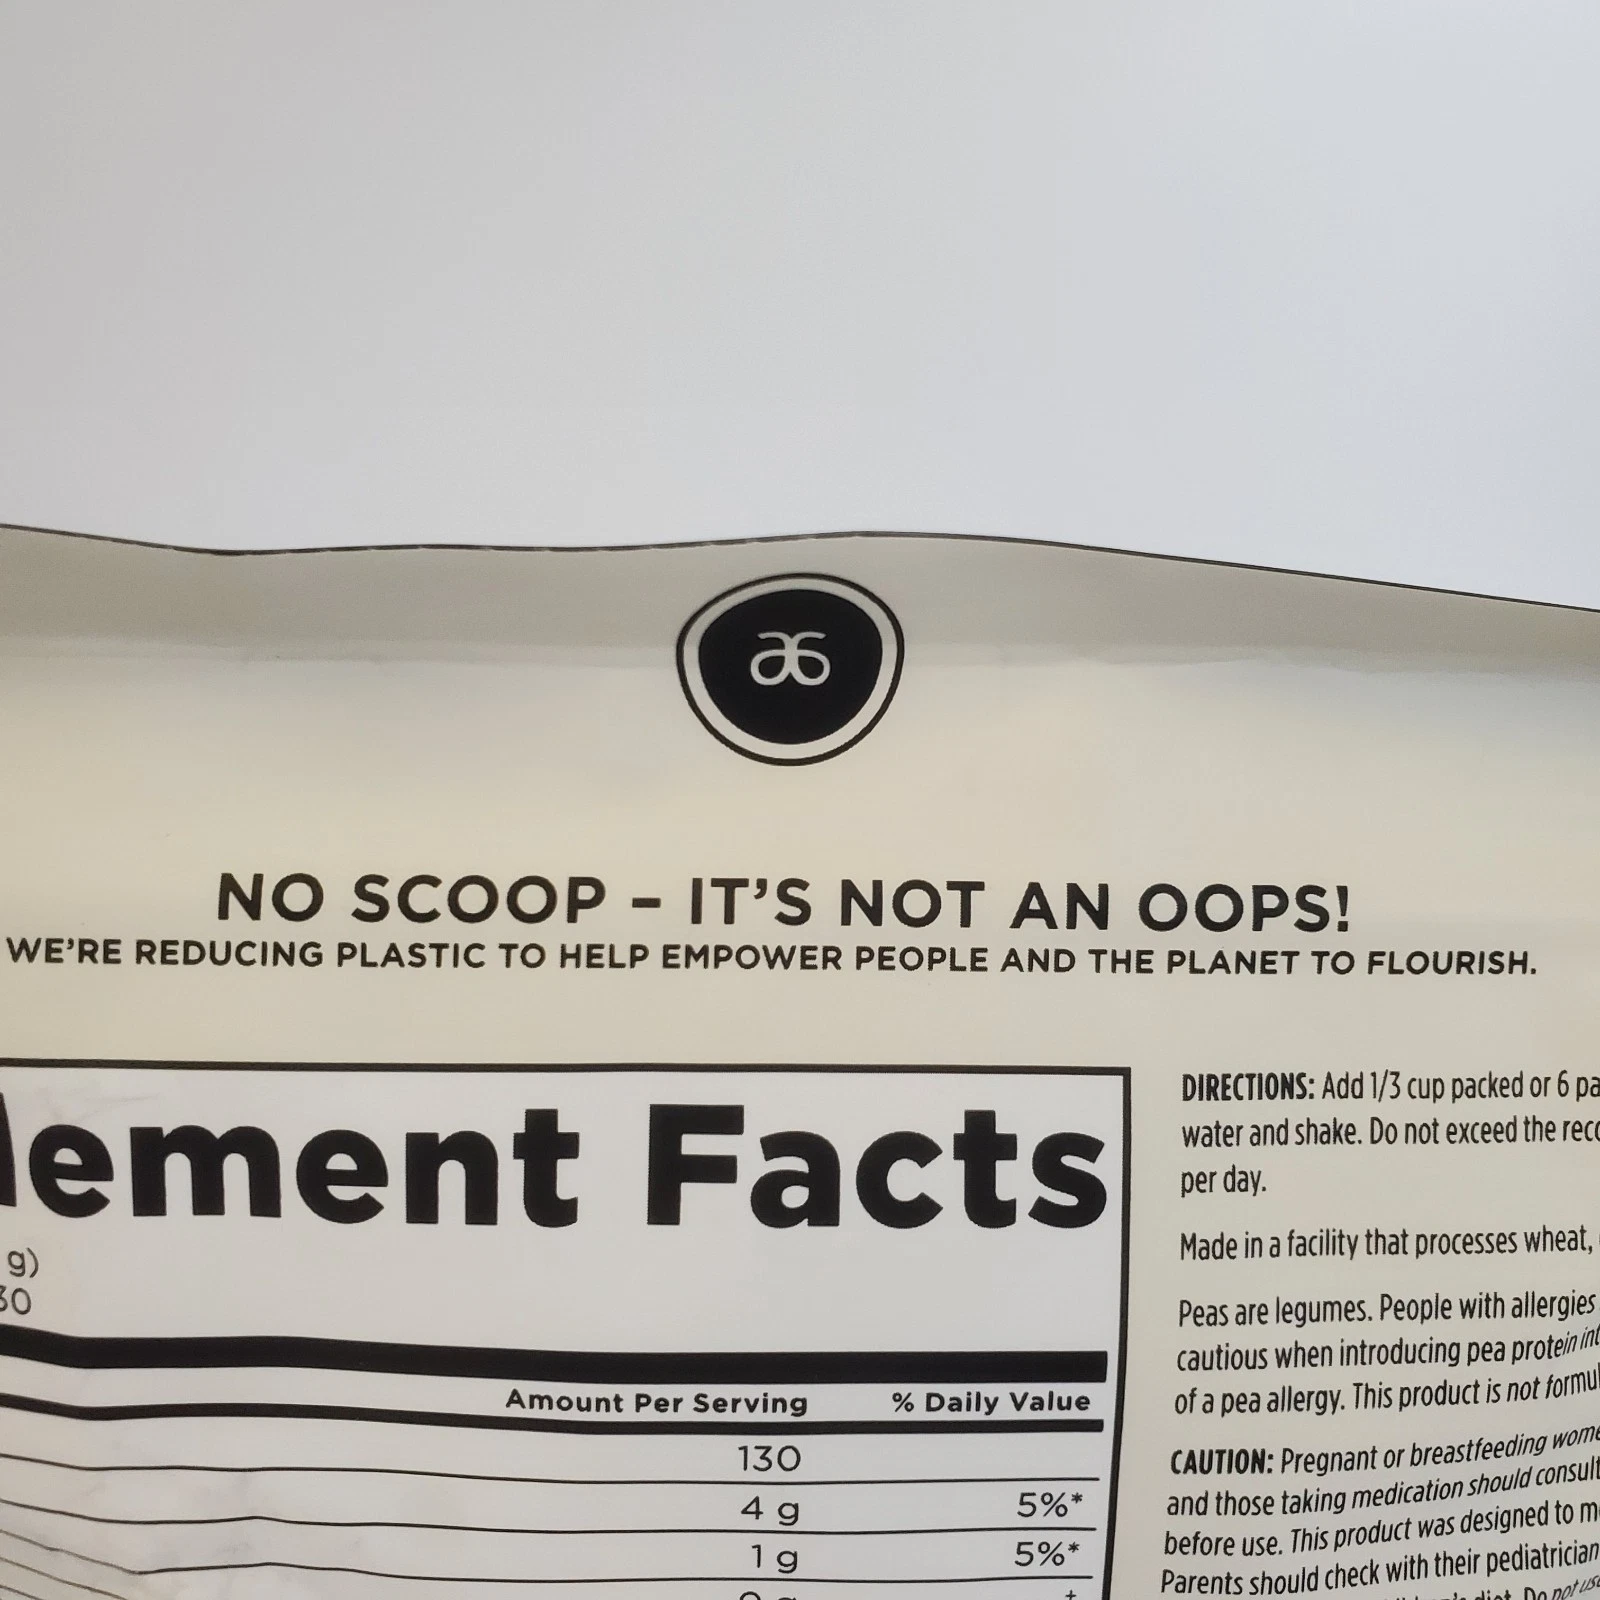 NO SCOOP – IT'S NOT AN OOPS!
WE'RE REDUCING PLASTIC TO HELP EMPOWER PEOPLE AND THE PLANET TO FLOURISH.
lement Facts
g)
30
Amount Per Serving % Daily Value
130
4 g 5%*
1 g 5%*
DIRECTIONS: Add 1/3 cup packed or 6
water and shake. Do not exceed the
per day.
Made in a facility that processes wheat,
Peas are legumes. People with allergies
cautious when introducing pea protein
of a pea allergy. This product is not
CAUTION: Pregnant or breastfeeding
and those taking medication should consult
before use. This product was designed to
Parents should check with their pediatrician
diet. Do not